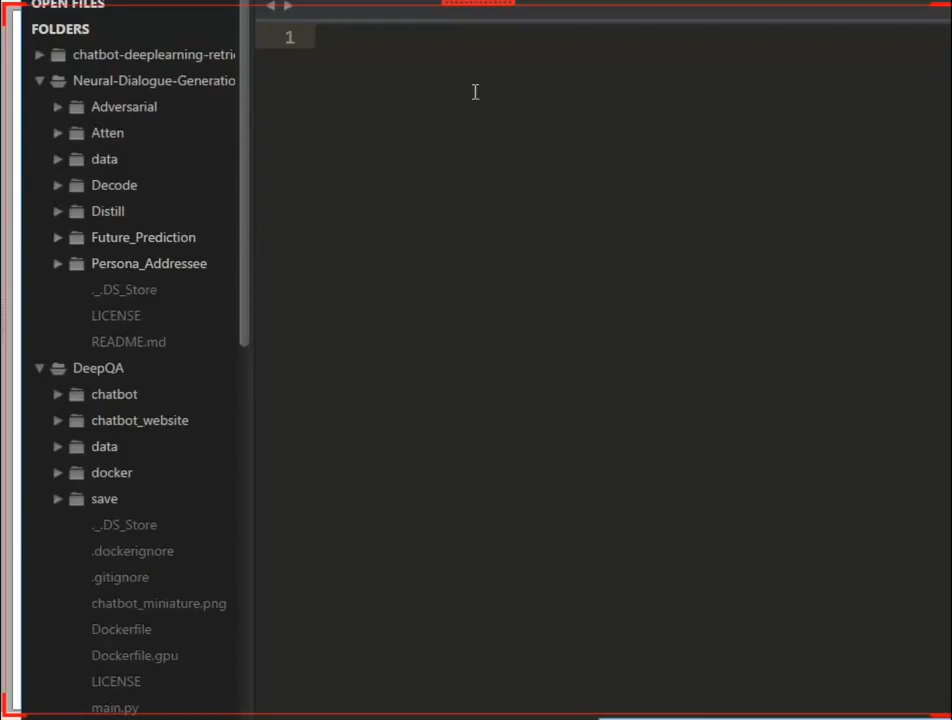 OPEN FILES
FOLDERS
chatbot-deeplearning-retri
Neural-Dialogue-Generatio
Adversarial
Atten
data
Decode
Distill
Future_Prediction
Persona_Addressee
._.DS_Store
LICENSE
README.md
DeepQA
chatbot
chatbot_website
data
docker
save
._.DS_Store
.dockerignore
.gitignore
chatbot_miniature.png
Dockerfile
Dockerfile.gpu
LICENSE
main.py
1